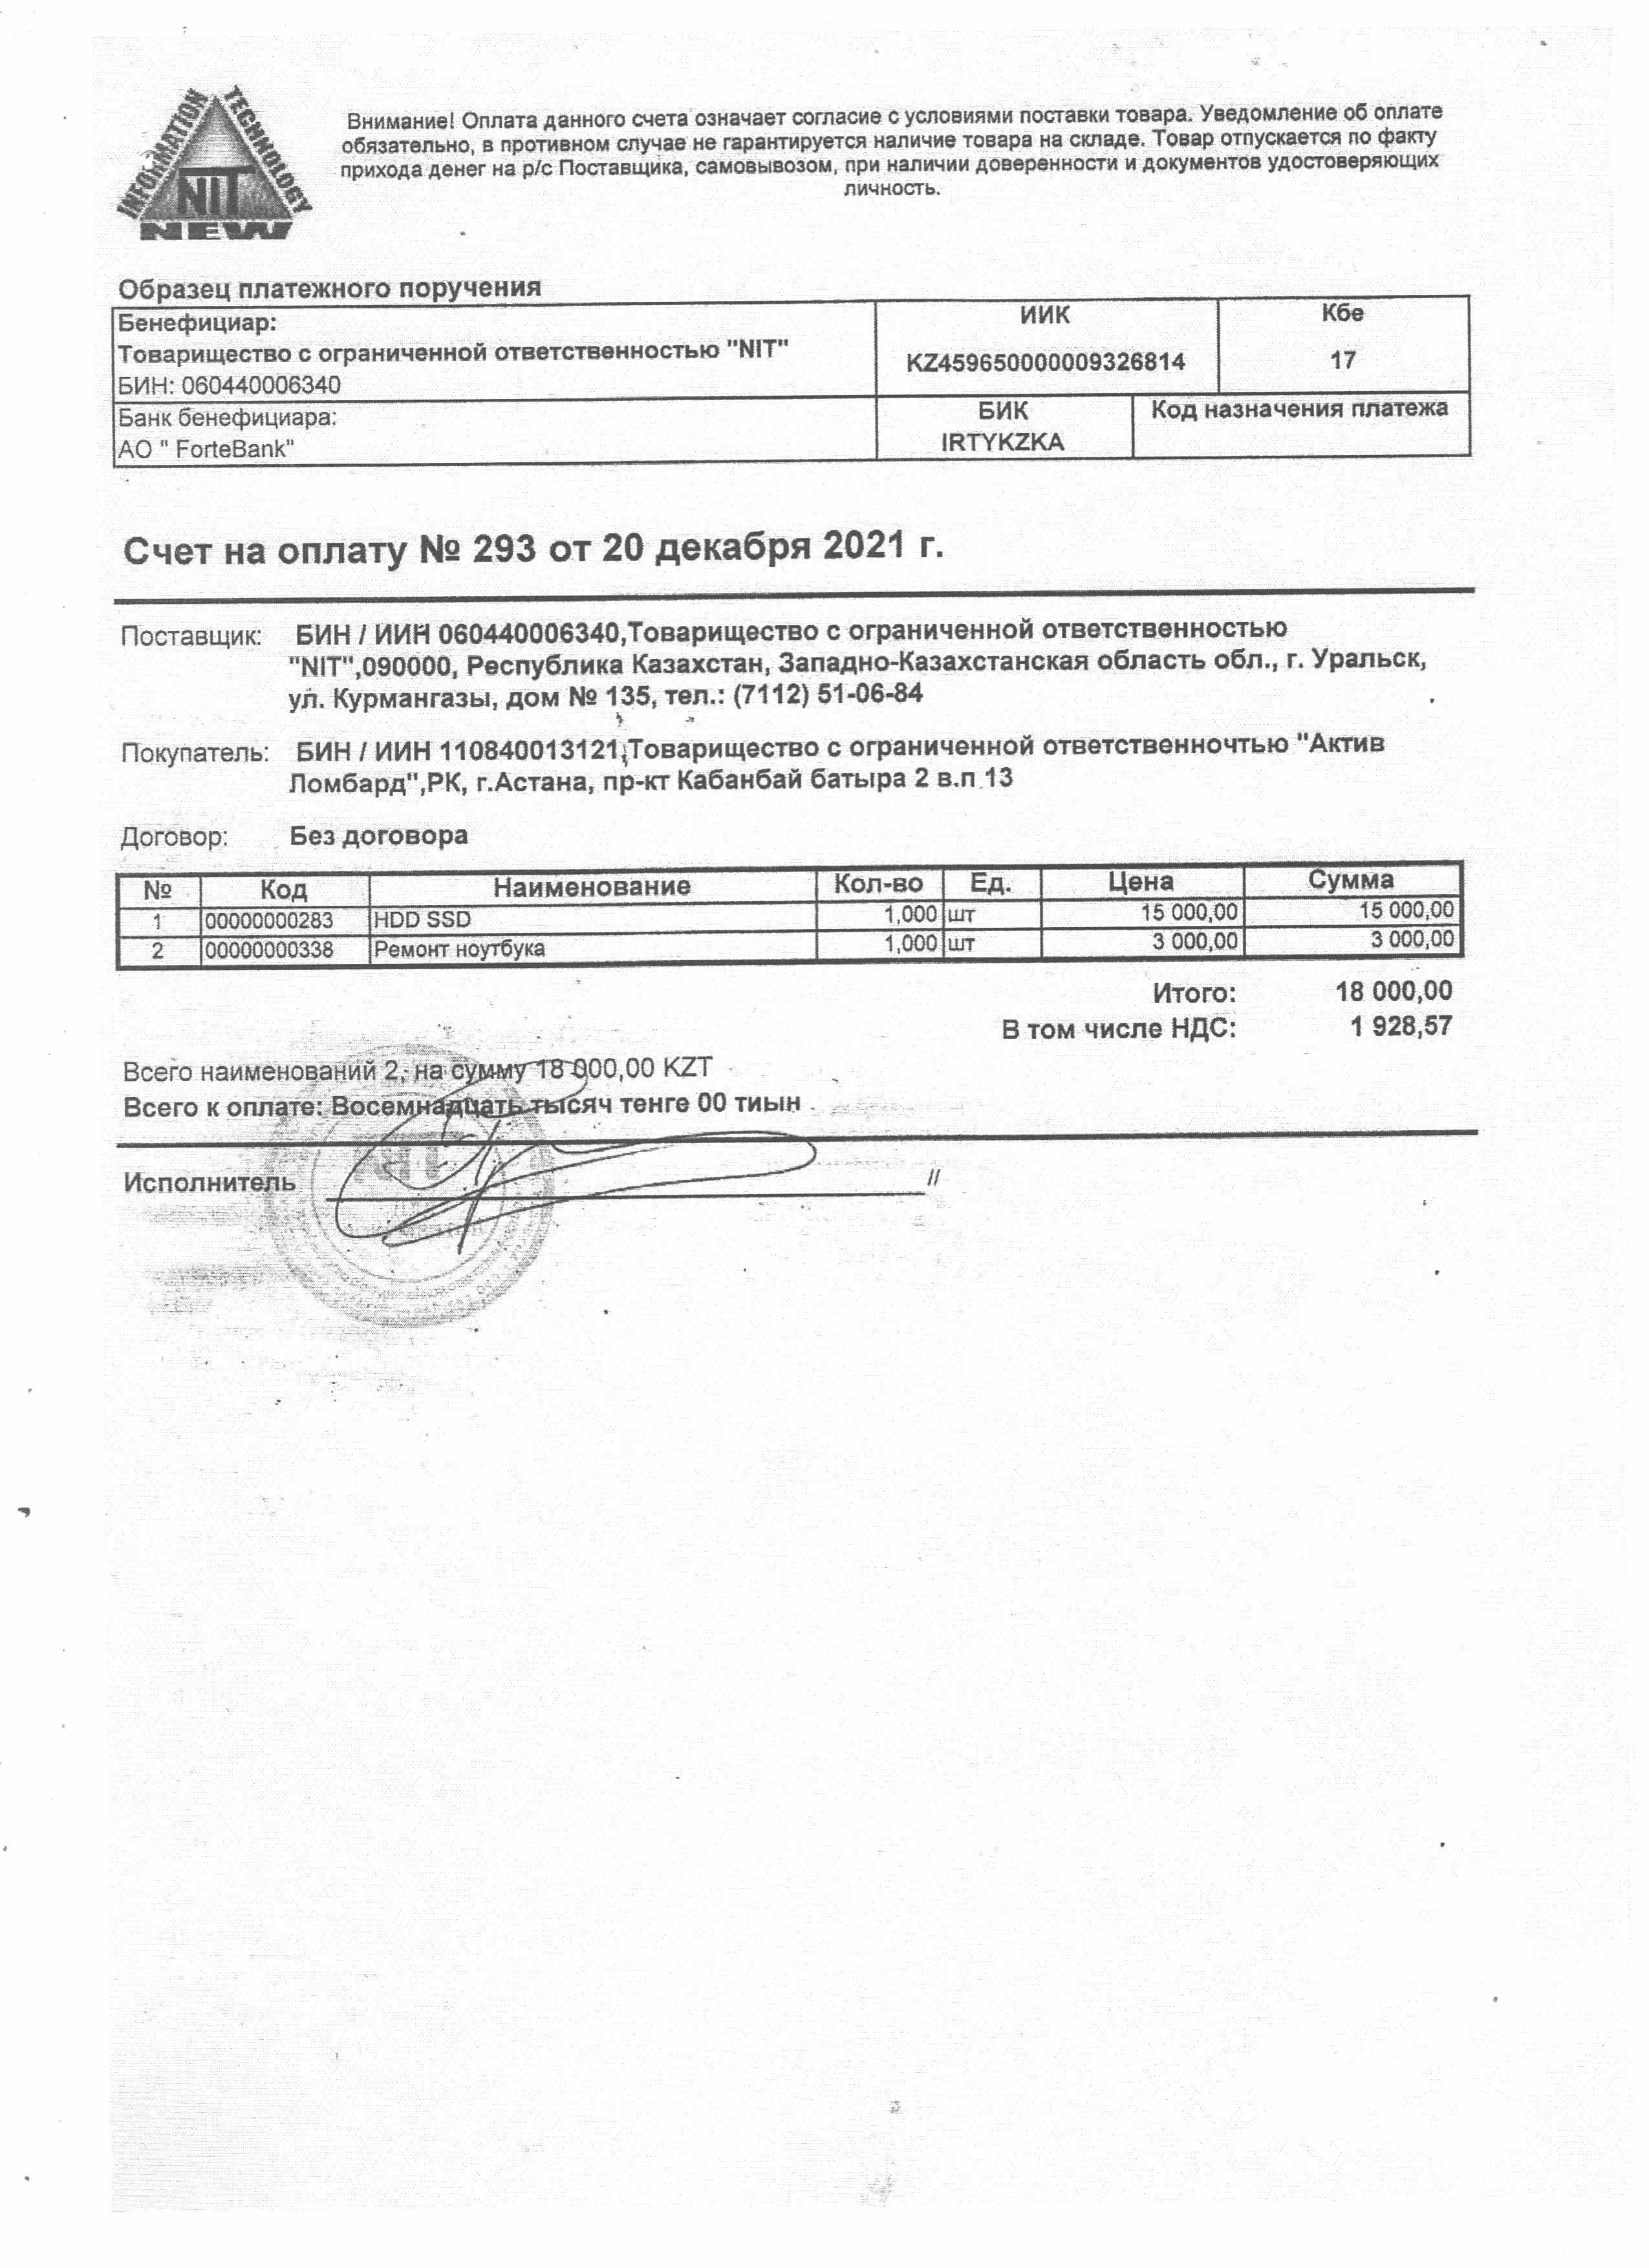 INFORMATION TECNMOLOGY
NIT
NEW
Внимание! Оплата данного счета означает согласие с условиями поставки товара. Уведомление об оплате
обязательно, в противном случае не гарантируется наличие товара на складе. Товар отпускается по факту
прихода денег на р/с Поставщика, самовывозом, при наличии доверенности и документов удостоверяющих
личность.
Образец платежного поручения
Бенефициар: ИИК Кбе
Товарищество с ограниченной ответственностью "NIT" KZ459650000009326814 17
БИН: 060440006340
Банк бенефициара: БИК Код назначения платежа
АО " ForteBank" IRTYKZKA
Счет на оплату № 293 от 20 декабря 2021 г.
Поставщик: БИН / ИИН 060440006340,Товарищество с ограниченной ответственностью
"NIT",090000, Республика Казахстан, Западно-Казахстанская область обл., г. Уральск,
ул. Курмангазы, дом № 135, тел.: (7112) 51-06-84
Покупатель: БИН / ИИН 110840013121,Товарищество с ограниченной ответственночтью "Актив
Ломбард",РК, г.Астана, пр-кт Кабанбай батыра 2 в.п.13
Договор: Без договора
№ Код Наименование Кол-во Ед. Цена Сумма
1 00000000283 HDD SSD 1,000 шт 15 000,00 15 000,00
2 00000000338 Ремонт ноутбука 1,000 шт 3 000,00 3 000,00
Итого: 18 000,00
В том числе НДС: 1 928,57
Всего наименований 2, на сумму 18 000,00 KZT
Всего к оплате: Восемнадцать тысяч тенге 00 тиын
Исполнитель //